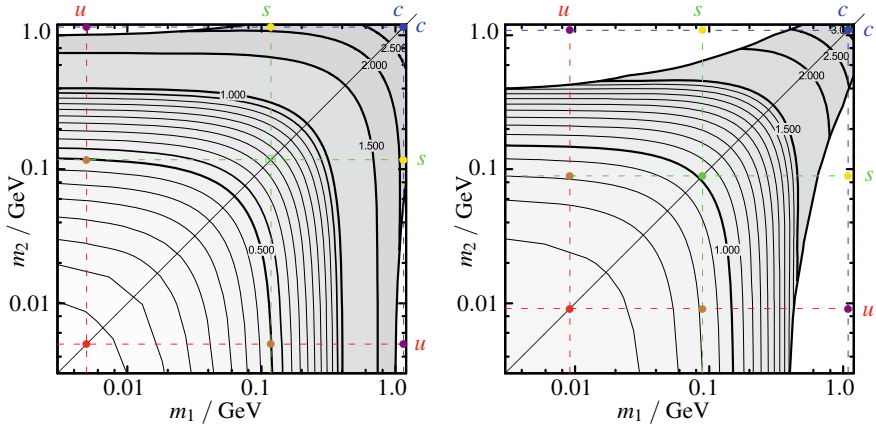 u s c
1.0 c
2.500
2.000
1.000
1.500
0.1 s
m2 / GeV
0.500
0.01
u
0.01 0.1 1.0
m1 / GeV
u s c
1.0 c
3.0
2.500
2.000
1.500
0.1 s
m2 / GeV
1.000
0.01 u
0.01 0.1 1.0
m1 / GeV